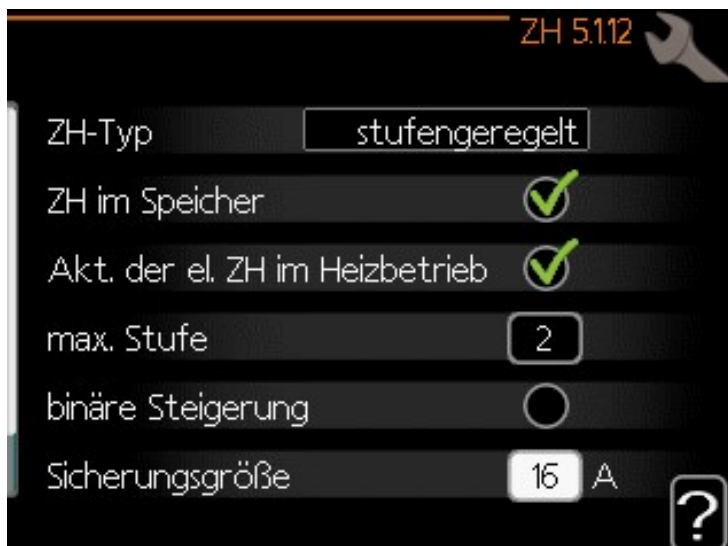 ZH 5.1.12
ZH-Typ stufengeregelt
ZH im Speicher
Akt. der el. ZH im Heizbetrieb
max. Stufe 2
binäre Steigerung
Sicherungsgröße 16 A
?